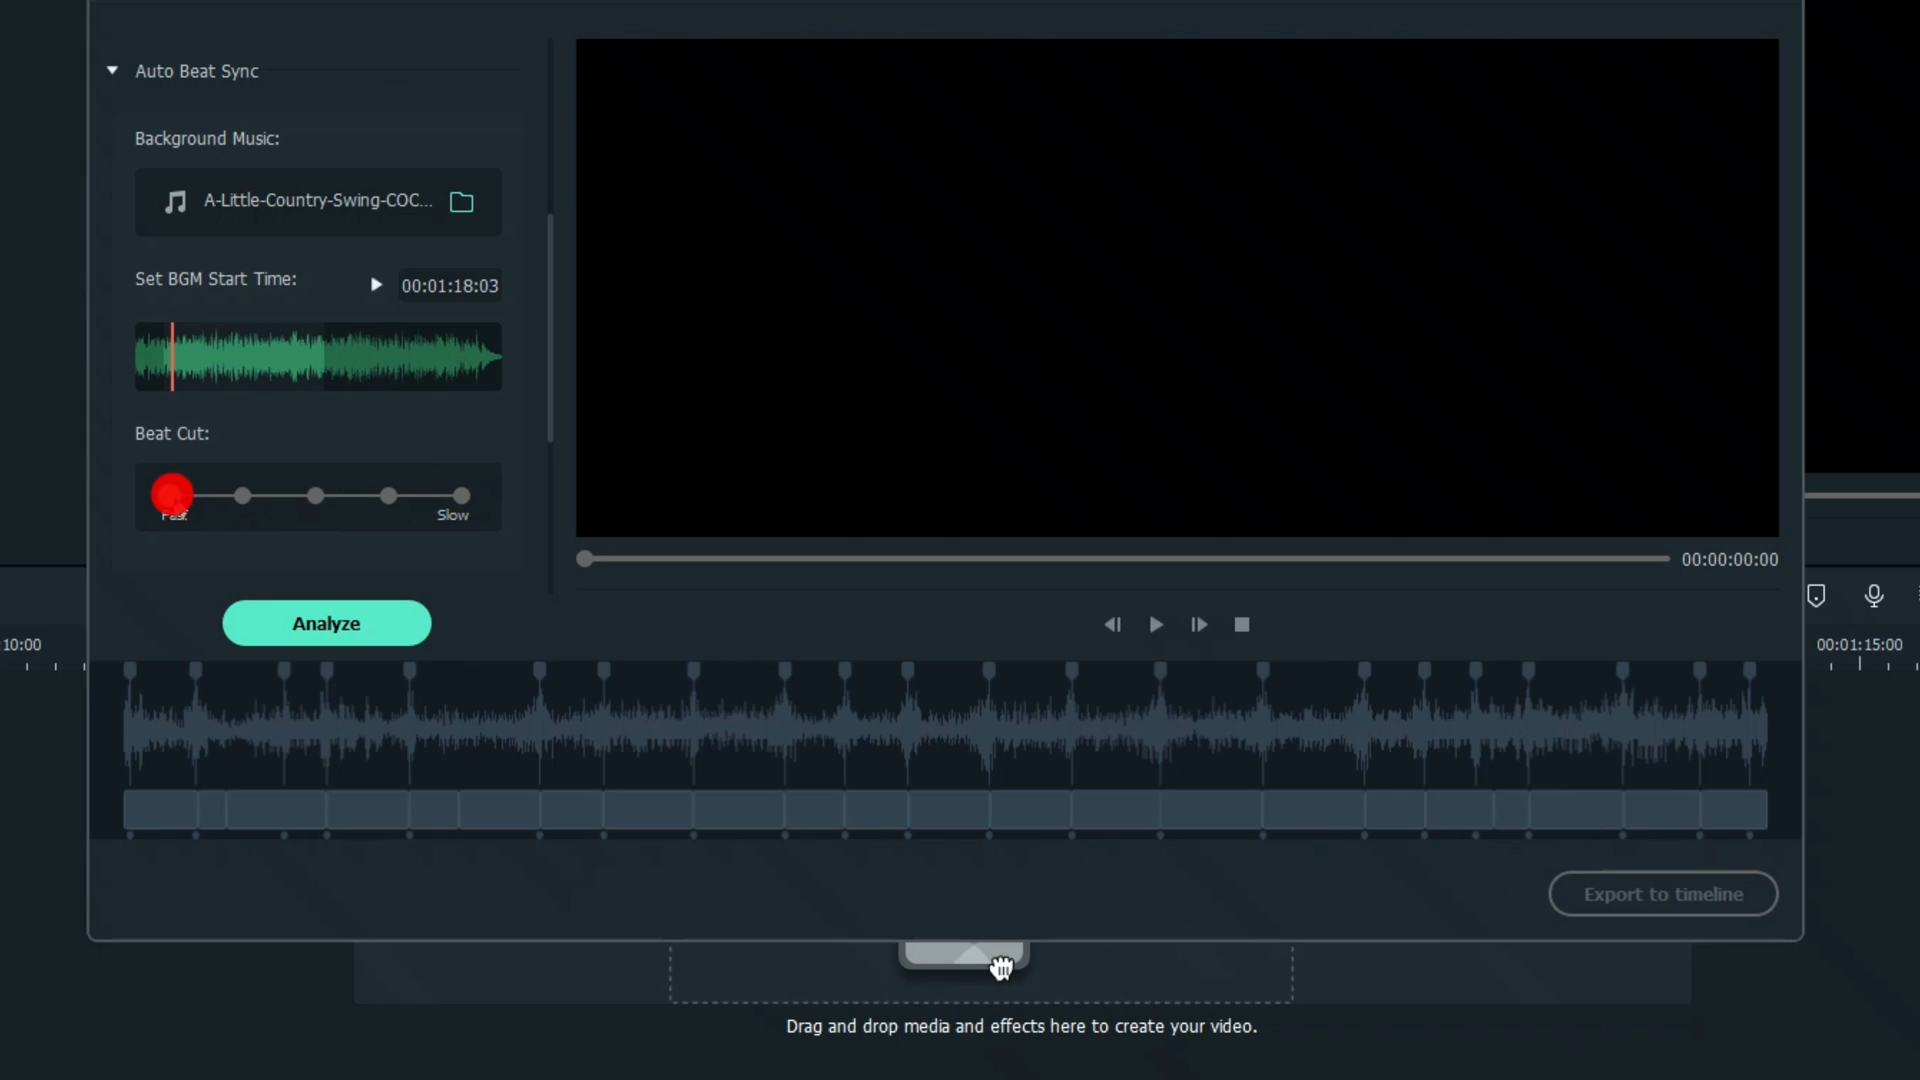 Auto Beat Sync
Background Music:
A-Little-Country-Swing-COC...
Set BGM Start Time:
00:01:18:03
Beat Cut:
Fast
Slow
00:00:00:00
Analyze
:10:00
00:01:15:00
Export to timeline
Drag and drop media and effects here to create your video.